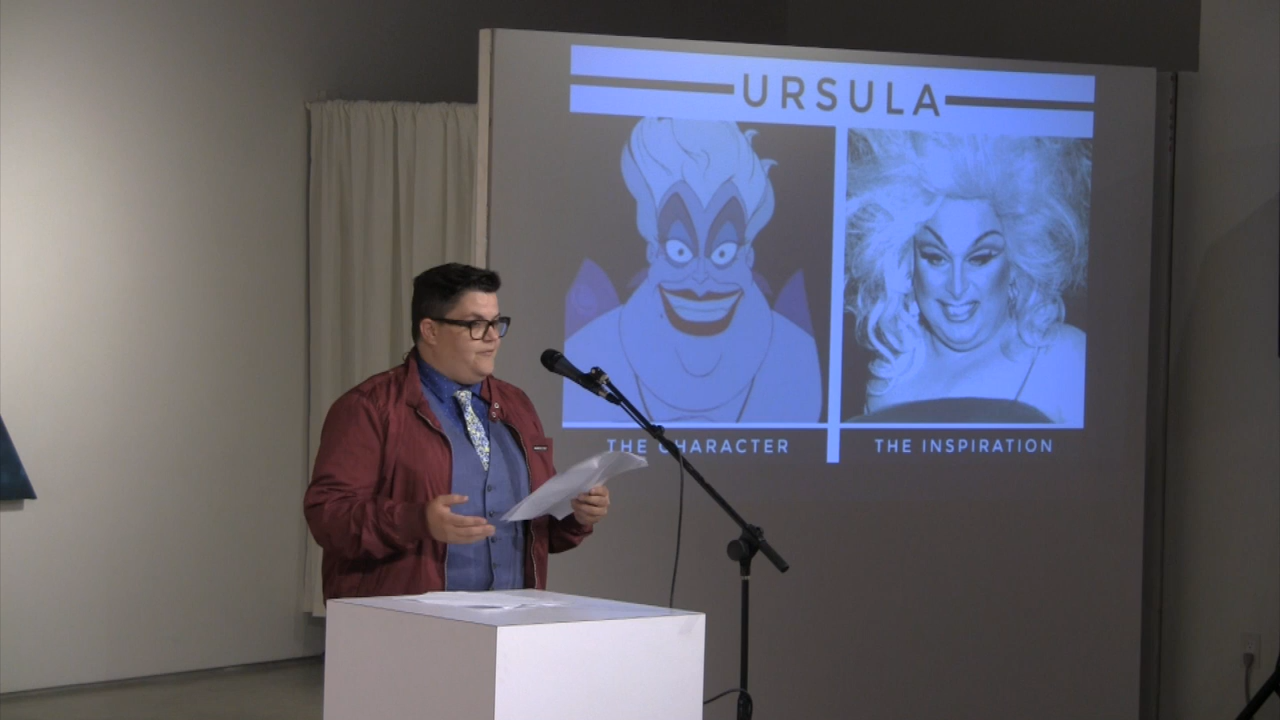 URSULA
THE CHARACTER
THE INSPIRATION